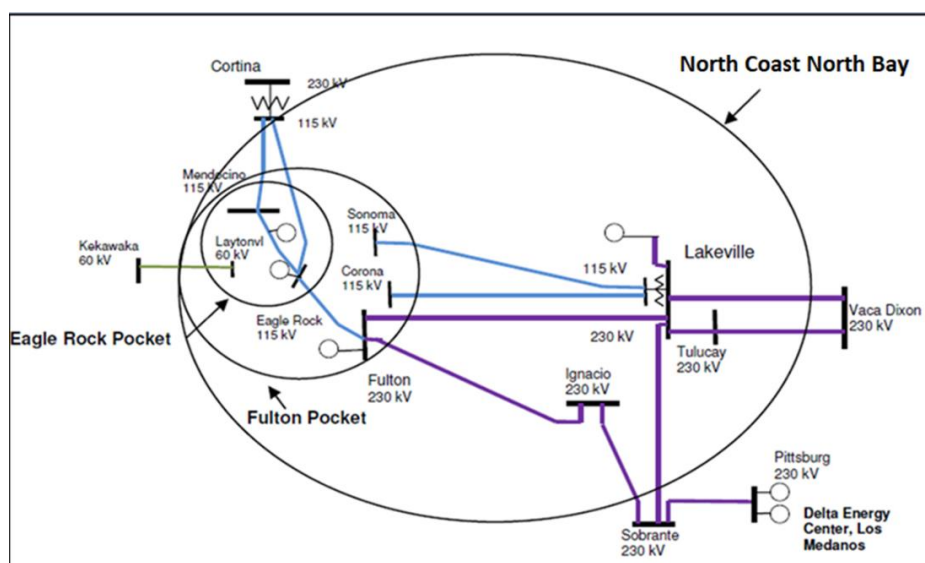 North Coast North Bay
Cortina
230 kV
115 kV
Mendocino
115 kV
Sonoma
115 kV
Laytonvl
60 kV
Kekawaka
60 kV
Lakeville
115 kV
Corona
115 kV
Eagle Rock Pocket
Eagle Rock
115 kV
Vaca Dixon
230 kV
230 kV
Tulucay
230 kV
Fulton
230 kV
Ignacio
230 kV
Fulton Pocket
Pittsburg
230 kV
Delta Energy
Center, Los
Medanos
Sobrante
230 kV